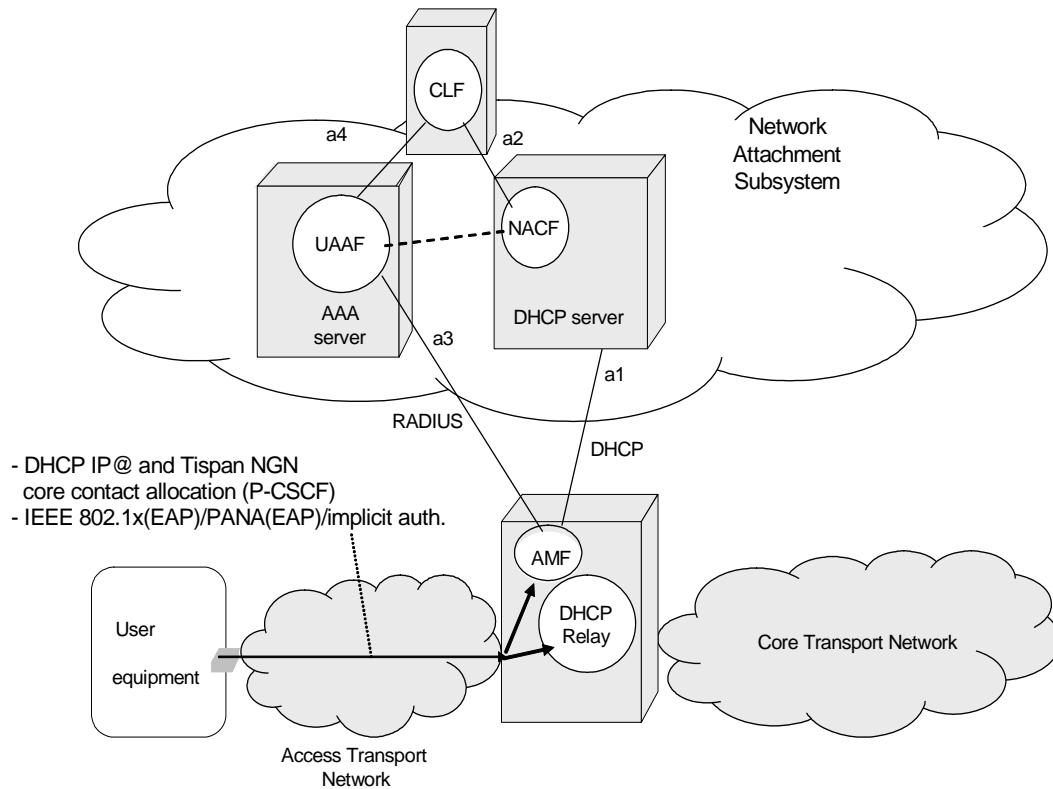 CLF
a4
a2
Network
Attachment
Subsystem
UAAF
NACF
AAA
server
DHCP server
a3
a1
RADIUS
DHCP
- DHCP IP@ and Tispan NGN
core contact allocation (P-CSCF)
- IEEE 802.1x(EAP)/PANA(EAP)/implicit auth.
AMF
User
equipment
DHCP
Relay
Core Transport Network
Access Transport
Network